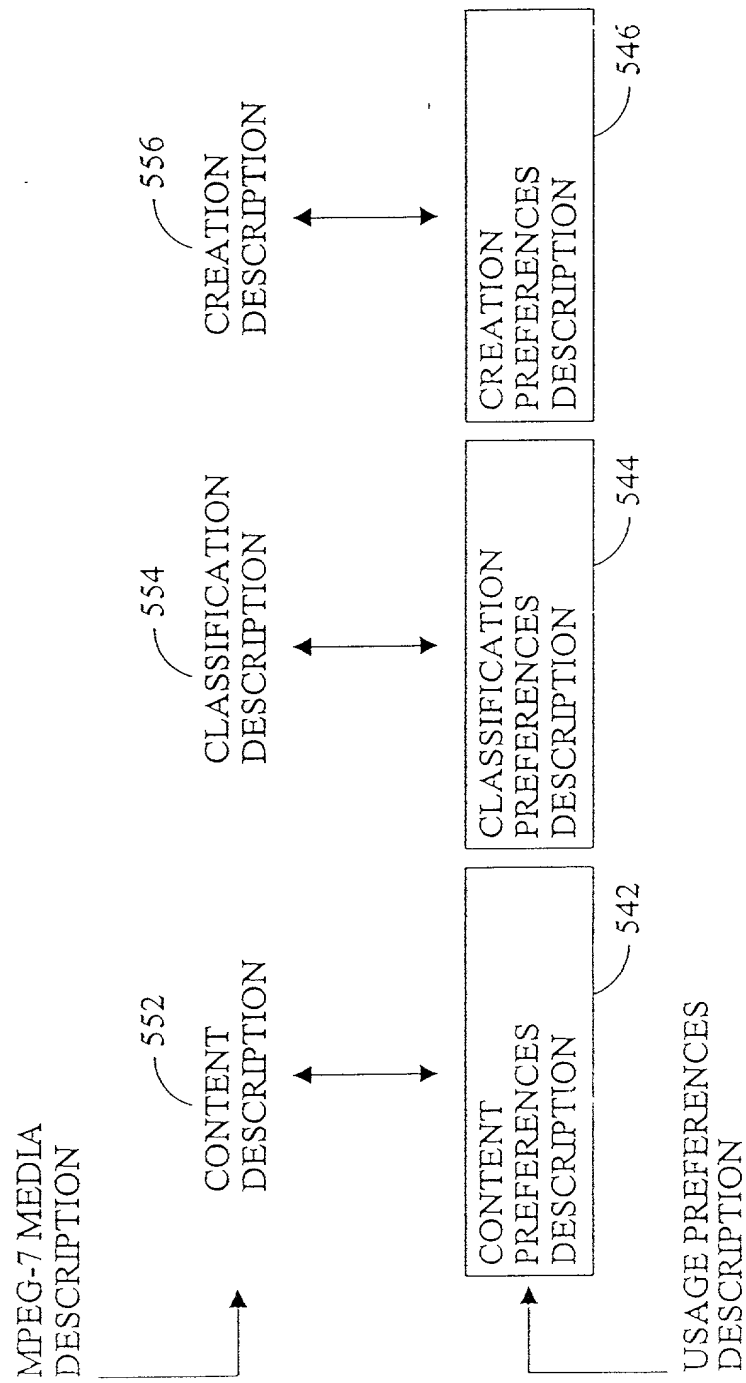 MPEG-7 MEDIA
DESCRIPTION
552
CONTENT
DESCRIPTION
554
CLASSIFICATION
DESCRIPTION
556
CREATION
DESCRIPTION
CONTENT
PREFERENCES
DESCRIPTION
542
CLASSIFICATION
PREFERENCES
DESCRIPTION
544
CREATION
PREFERENCES
DESCRIPTION
546
USAGE PREFERENCES
DESCRIPTION